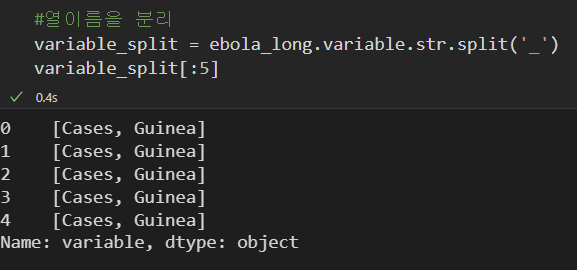 #열이름을 분리
variable_split = ebola_long.variable.str.split('_')
variable_split[:5]
✓ 0.4s
0    [Cases, Guinea]
1    [Cases, Guinea]
2    [Cases, Guinea]
3    [Cases, Guinea]
4    [Cases, Guinea]
Name: variable, dtype: object